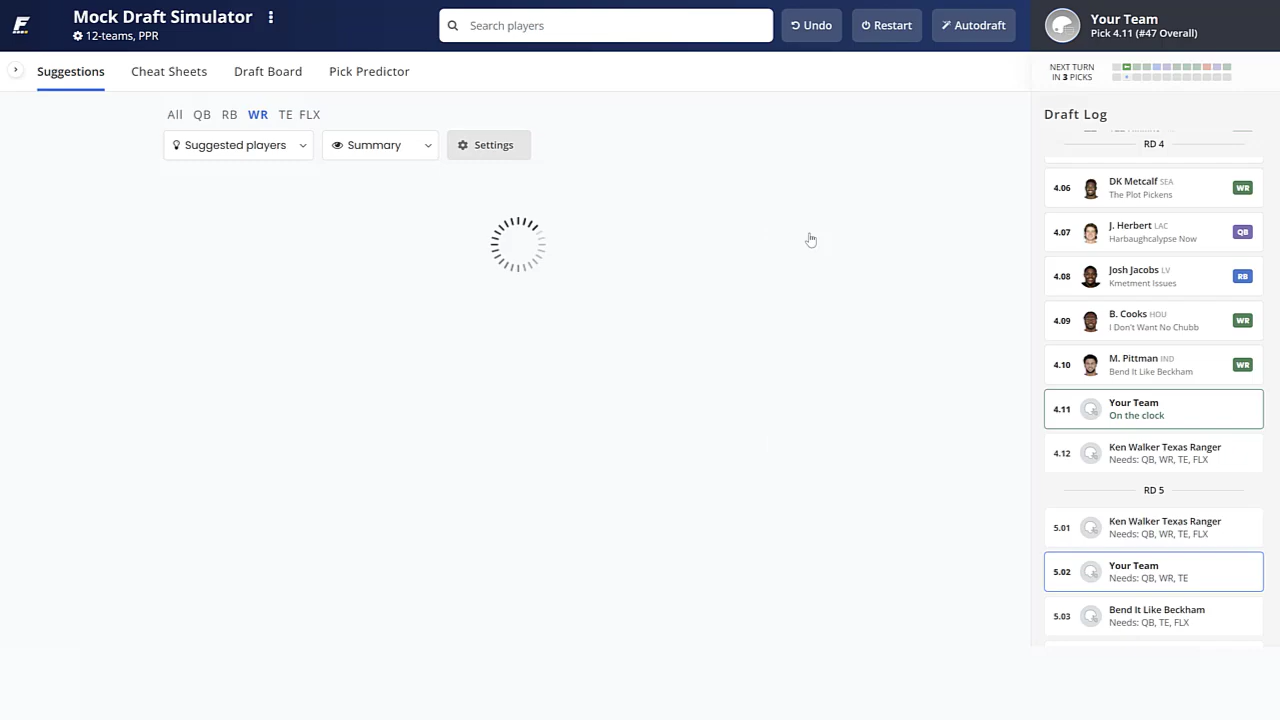 Mock Draft Simulator
12-teams, PPR
Search players
Undo
Restart
Autodraft
Your Team
Pick 4.11 (#47 Overall)
Suggestions
Cheat Sheets
Draft Board
Pick Predictor
NEXT TURN
IN 3 PICKS
All QB RB WR TE FLX
Suggested players
Summary
Settings
Draft Log
RD 4
4.06 DK Metcalf SEA WR
The Plot Pickens
4.07 J. Herbert LAC QB
Harbaughcalypse Now
4.08 Josh Jacobs LV RB
Kmetment Issues
4.09 B. Cooks HOU WR
I Don't Want No Chubb
4.10 M. Pittman IND WR
Bend It Like Beckham
4.11 Your Team
On the clock
4.12 Ken Walker Texas Ranger
Needs: QB, WR, TE, FLX
RD 5
5.01 Ken Walker Texas Ranger
Needs: QB, WR, TE, FLX
5.02 Your Team
Needs: QB, WR, TE
5.03 Bend It Like Beckham
Needs: QB, TE, FLX